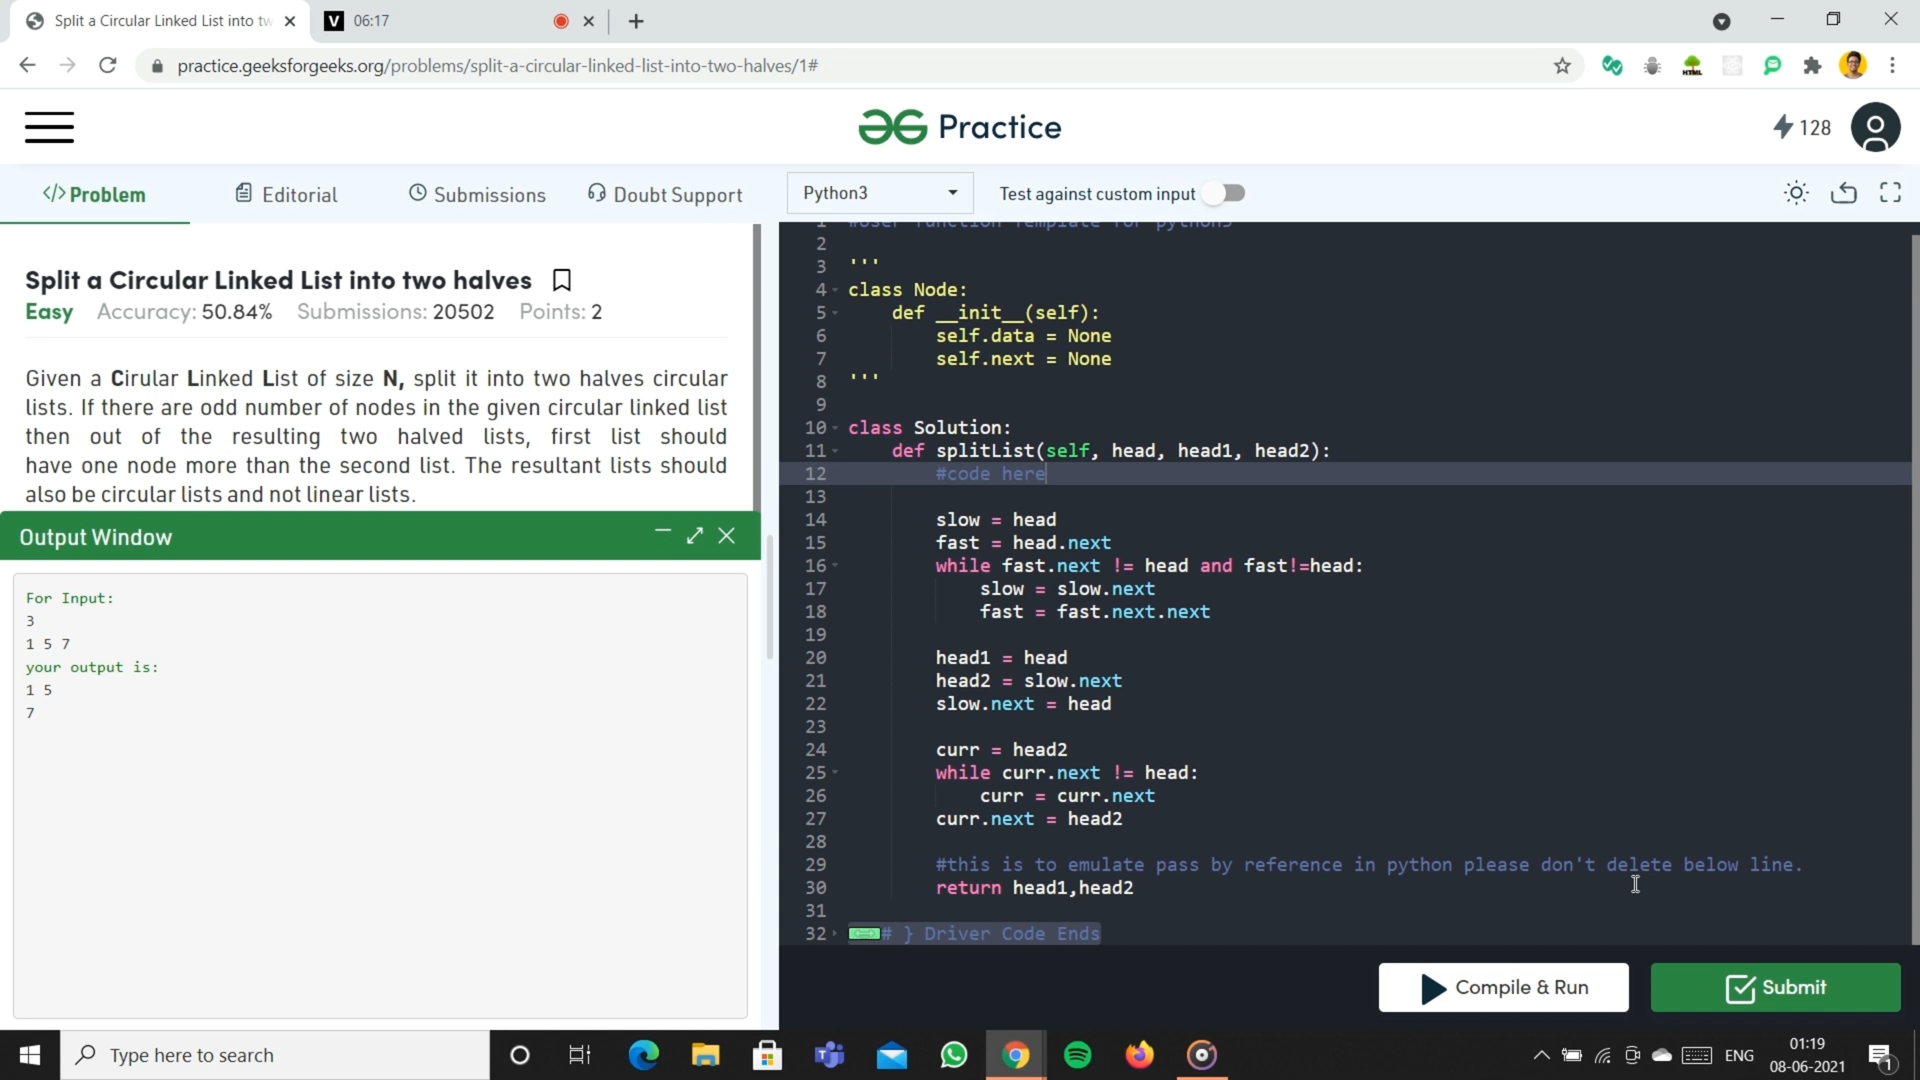 Split a Circular Linked List into tw
06:17
practice.geeksforgeeks.org/problems/split-a-circular-linked-list-into-two-halves/1#
Practice
128
</> Problem
Editorial
Submissions
Doubt Support
Python3
Test against custom input
Split a Circular Linked List into two halves
Easy Accuracy: 50.84% Submissions: 20502 Points: 2
Given a Cirular Linked List of size N, split it into two halves circular
lists. If there are odd number of nodes in the given circular linked list
then out of the resulting two halved lists, first list should
have one node more than the second list. The resultant lists should
also be circular lists and not linear lists.
Output Window
For Input:
3
1 5 7
your output is:
1 5
7
1 #User function Template for python3
2
3 '''
4 class Node:
5 def __init__(self):
6 self.data = None
7 self.next = None
8 '''
9
10 class Solution:
11 def splitList(self, head, head1, head2):
12 #code here
13
14 slow = head
15 fast = head.next
16 while fast.next != head and fast!=head:
17 slow = slow.next
18 fast = fast.next.next
19
20 head1 = head
21 head2 = slow.next
22 slow.next = head
23
24 curr = head2
25 while curr.next != head:
26 curr = curr.next
27 curr.next = head2
28
29 #this is to emulate pass by reference in python please don't delete below line.
30 return head1,head2
31
32 # } Driver Code Ends
Compile & Run
Submit
Type here to search
ENG
01:19
08-06-2021
1